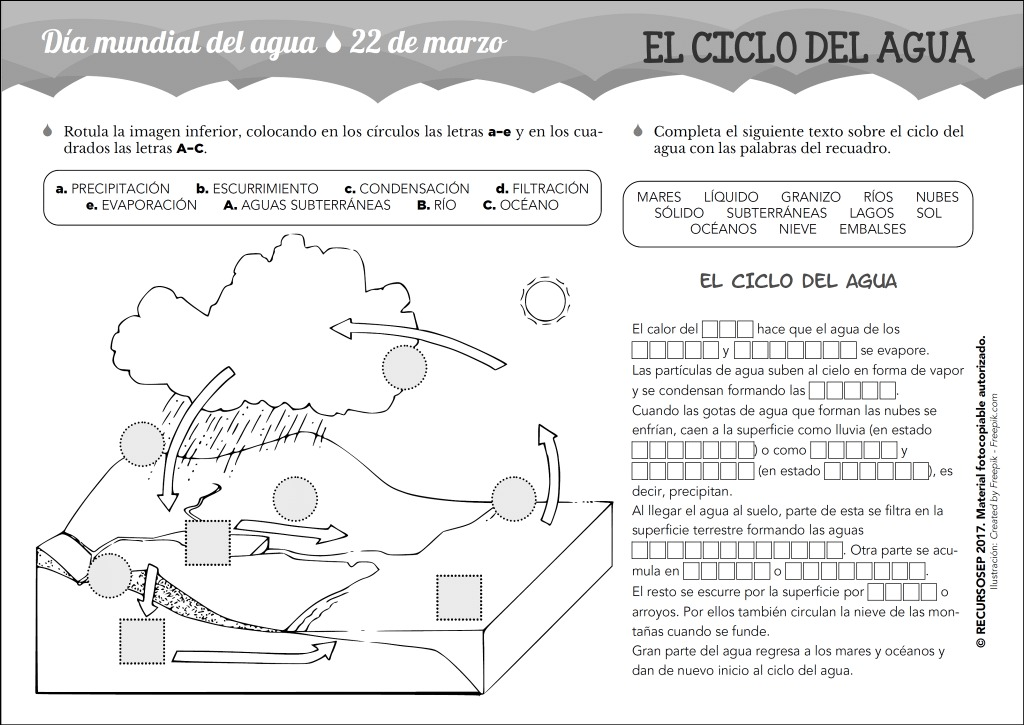 Día mundial del agua 22 de marzo
EL CICLO DEL AGUA
Rotula la imagen inferior, colocando en los círculos las letras a–e y en los cua-
drados las letras A–C.
a. PRECIPITACIÓN b. ESCURRIMIENTO c. CONDENSACIÓN d. FILTRACIÓN
e. EVAPORACIÓN A. AGUAS SUBTERRÁNEAS B. RÍO C. OCÉANO
Completa el siguiente texto sobre el ciclo del
agua con las palabras del recuadro.
MARES LÍQUIDO GRANIZO RÍOS NUBES
SÓLIDO SUBTERRÁNEAS LAGOS SOL
OCÉANOS NIEVE EMBALSES
EL CICLO DEL AGUA
El calor del hace que el agua de los
y se evapore.
Las partículas de agua suben al cielo en forma de vapor
y se condensan formando las .
Cuando las gotas de agua que forman las nubes se
enfrían, caen a la superficie como lluvia (en estado
) o como y
(en estado ), es
decir, precipitan.
Al llegar el agua al suelo, parte de esta se filtra en la
superficie terrestre formando las aguas
. Otra parte se acu-
mula en o .
El resto se escurre por la superficie por o
arroyos. Por ellos también circulan la nieve de las mon-
tañas cuando se funde.
Gran parte del agua regresa a los mares y océanos y
dan de nuevo inicio al ciclo del agua.
© RECURSOSEP 2017. Material fotocopiable autorizado.
Ilustración: Created by Freepik - Freepik.com